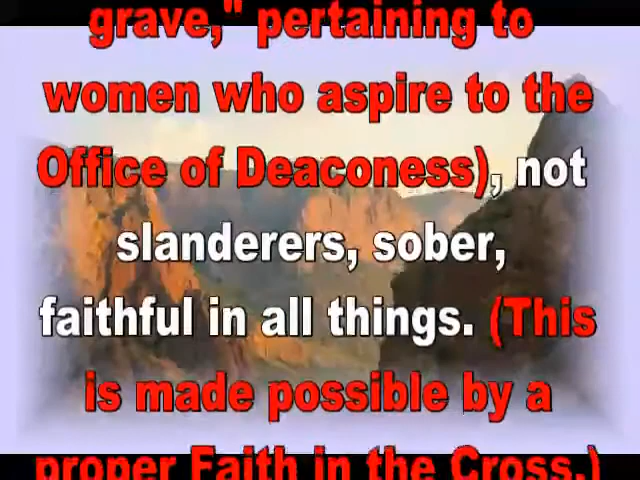 grave," pertaining to
women who aspire to the
Office of Deaconess), not
slanderers, sober,
faithful in all things. (This
is made possible by a
proper Faith in the Cross.)